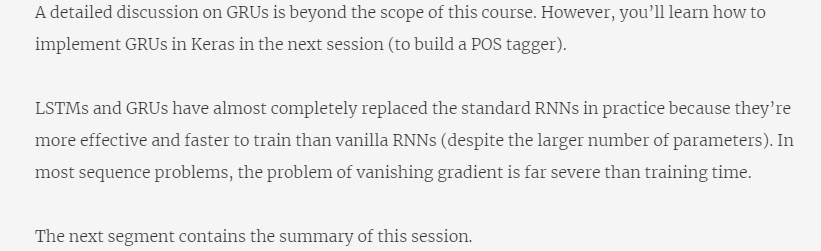 A detailed discussion on GRUs is beyond the scope of this course. However, you’ll learn how to
implement GRUs in Keras in the next session (to build a POS tagger).
LSTMs and GRUs have almost completely replaced the standard RNNs in practice because they’re
more effective and faster to train than vanilla RNNs (despite the larger number of parameters). In
most sequence problems, the problem of vanishing gradient is far severe than training time.
The next segment contains the summary of this session.